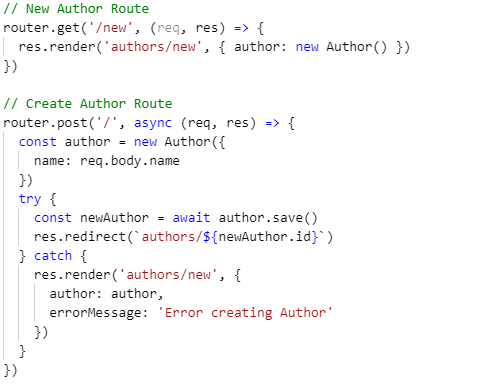 // New Author Route
router.get('/new', (req, res) => {
  res.render('authors/new', { author: new Author() })
})

// Create Author Route
router.post('/', async (req, res) => {
  const author = new Author({
    name: req.body.name
  })
  try {
    const newAuthor = await author.save()
    res.redirect(`authors/${newAuthor.id}`)
  } catch {
    res.render('authors/new', {
      author: author,
      errorMessage: 'Error creating Author'
    })
  }
})